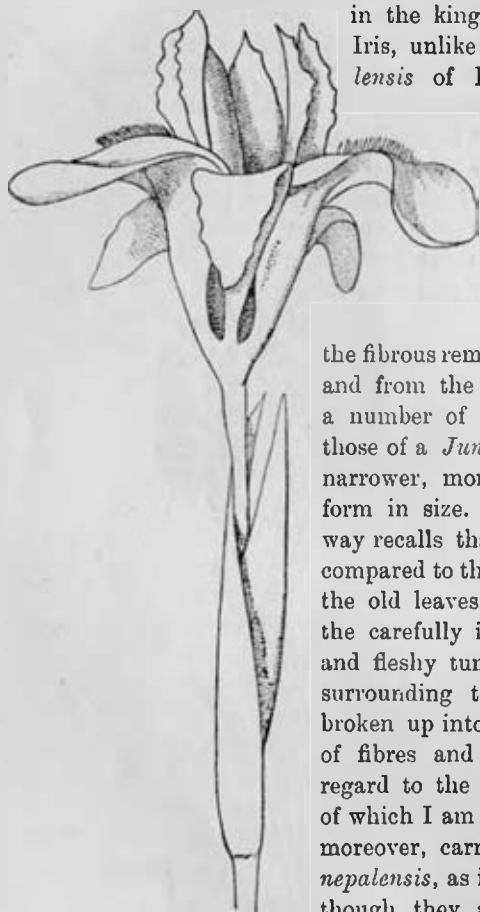 in the king
Iris, unlike
lensis of
the fibrous rem
and from the
a number of
those of a Jun
narrower, mor
form in size.
way recalls tha
compared to th
the old leaves
the carefully i
and fleshy tun
surrounding t
broken up into
of fibres and
regard to the
of which I am
moreover, carr
nepalensis, as i
though they a